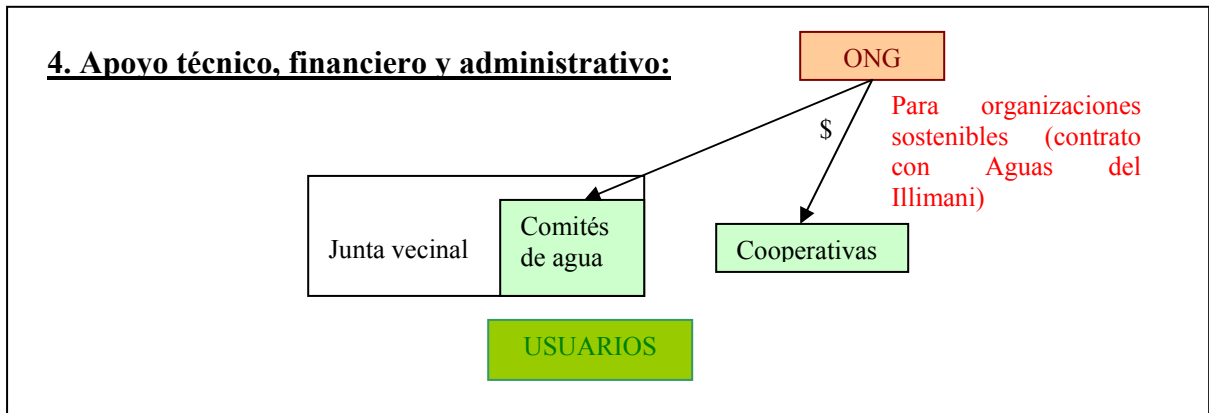 4. Apoyo técnico, financiero y administrativo:
ONG
$
Para organizaciones
sostenibles (contrato
con Aguas del
Illimani)
Junta vecinal
Comités
de agua
Cooperativas
USUARIOS